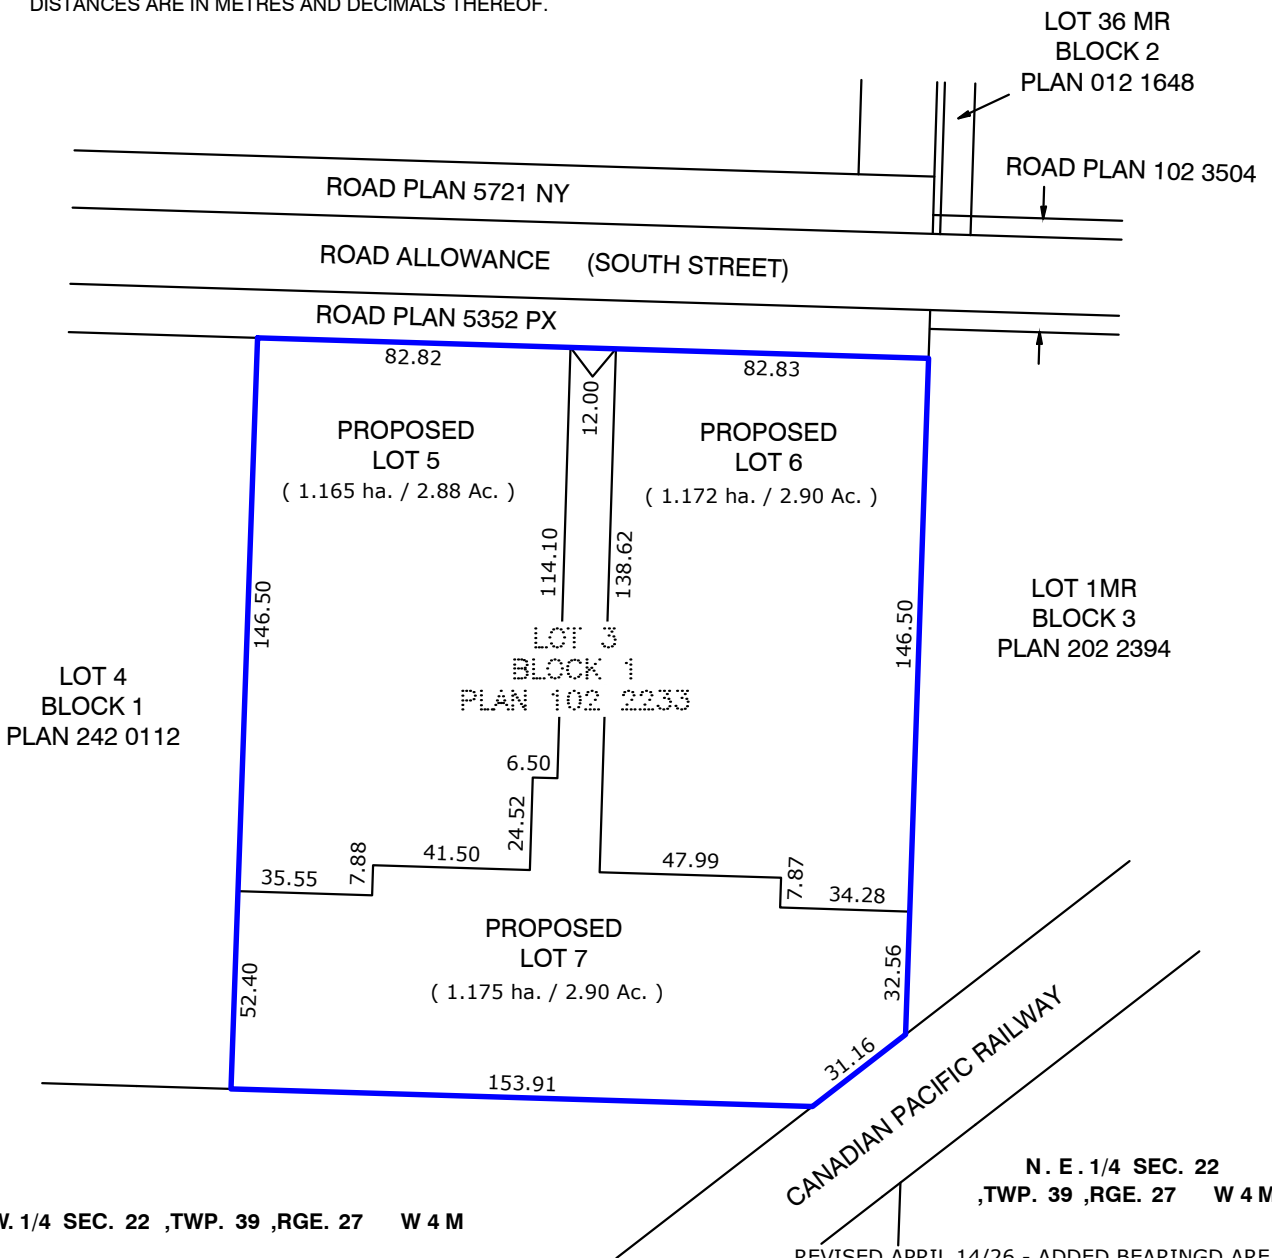 DISTANCES ARE IN METRES AND DECIMALS THEREOF.
LOT 36 MR
BLOCK 2
PLAN 012 1648
ROAD PLAN 102 3504
ROAD PLAN 5721 NY
ROAD ALLOWANCE (SOUTH STREET)
ROAD PLAN 5352 PX
82.82
82.83
12.00
PROPOSED
LOT 5
( 1.165 ha. / 2.88 Ac. )
PROPOSED
LOT 6
( 1.172 ha. / 2.90 Ac. )
114.10
138.62
146.50
146.50
LOT 1MR
BLOCK 3
PLAN 202 2394
LOT 3
BLOCK 1
PLAN 102 2233
LOT 4
BLOCK 1
PLAN 242 0112
6.50
24.52
41.50
7.88
35.55
47.99
7.87
34.28
PROPOSED
LOT 7
( 1.175 ha. / 2.90 Ac. )
52.40
32.56
31.16
153.91
CANADIAN PACIFIC RAILWAY
N. E. 1/4 SEC. 22
,TWP. 39 ,RGE. 27 W 4 M
W. 1/4 SEC. 22 ,TWP. 39 ,RGE. 27 W 4 M
REVISED APRIL 14/26 - ADDED BEARINGD ARE